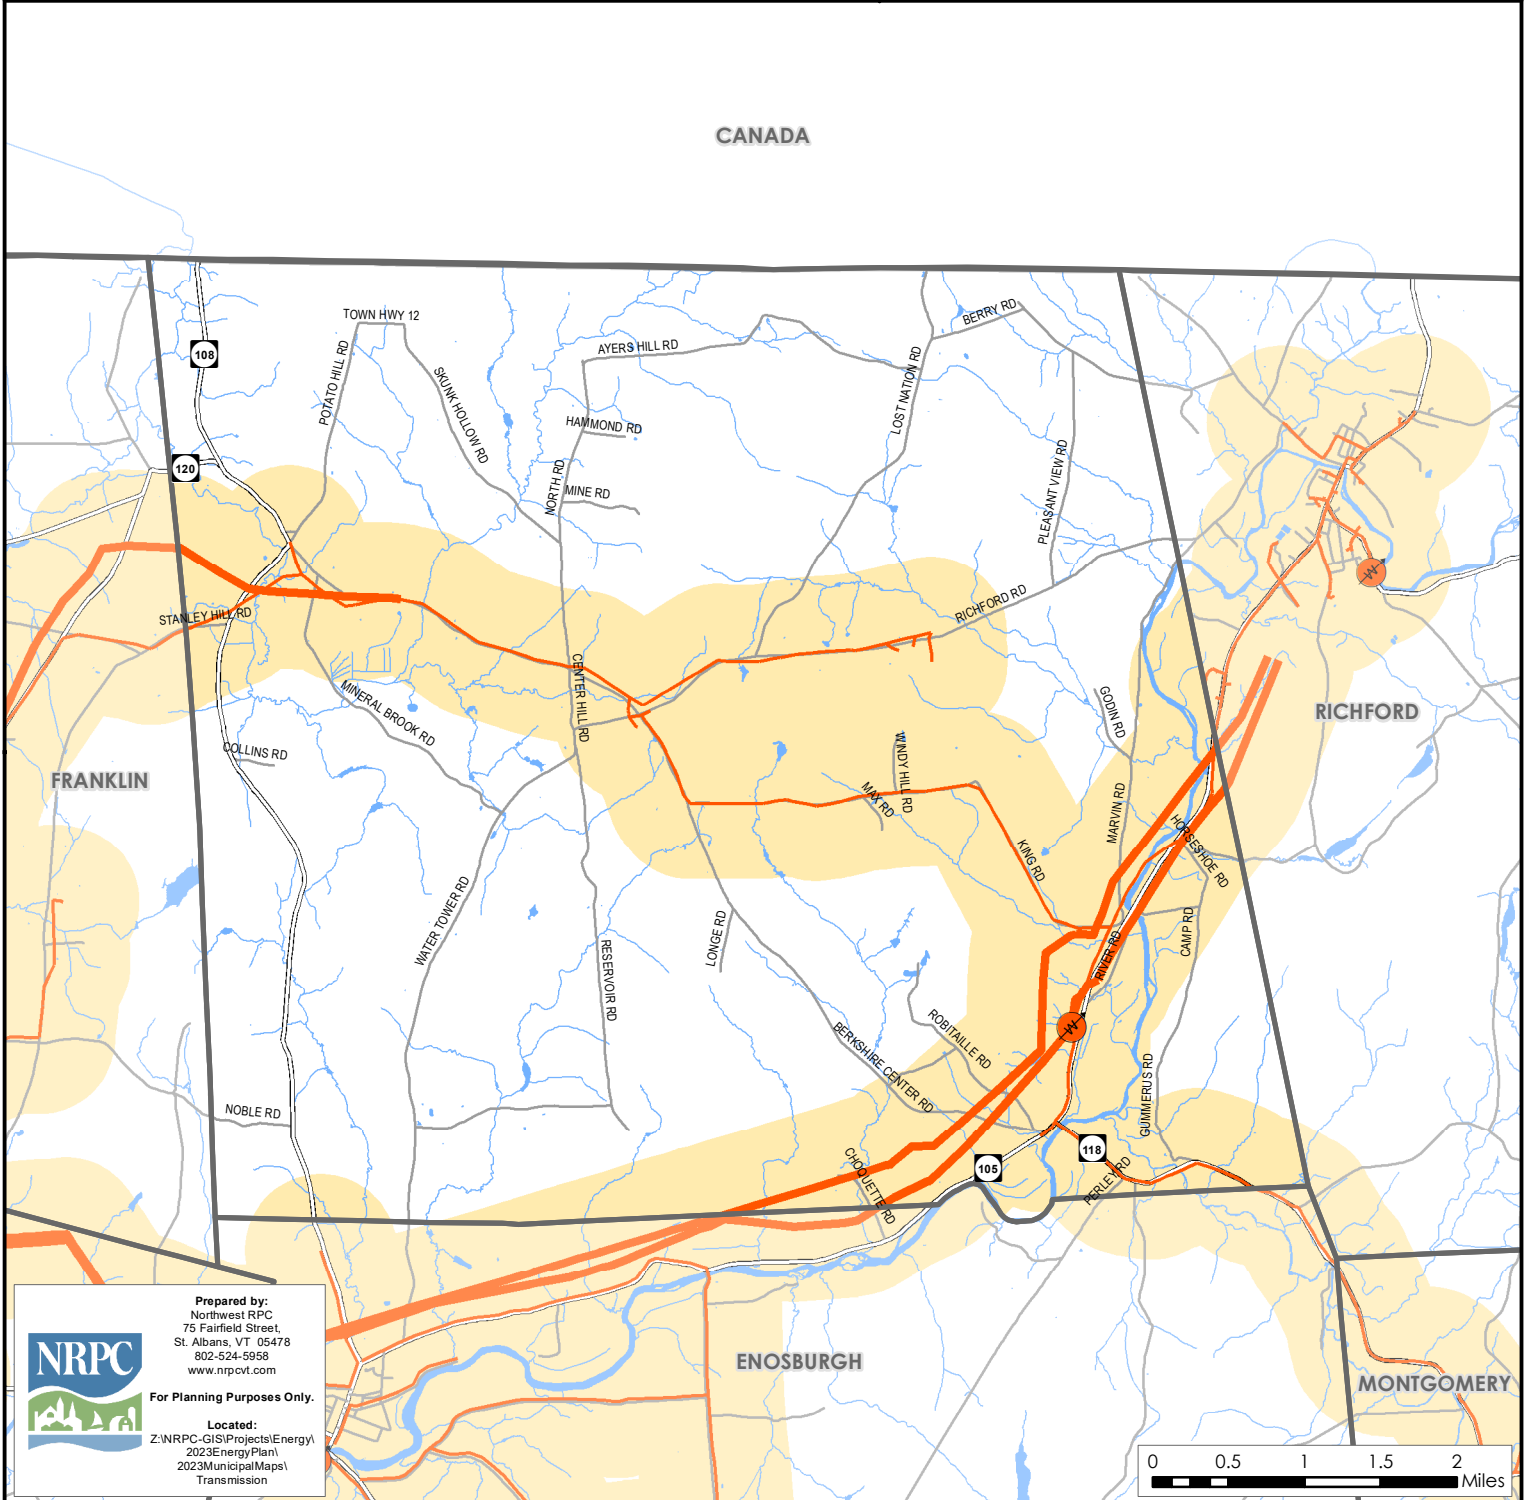 CANADA
TOWN HWY 12
BERRY RD
108
AYERS HILL RD
POTATO HILL RD
SKUNK HOLLOW RD
LOST NATION RD
HAMMOND RD
120
NORTH RD
MINE RD
PLEASANT VIEW RD
W
STANLEY HILL RD
RICHFORD RD
CENTER HILL RD
MINERAL BROOK RD
GODIN RD
RICHFORD
COLLINS RD
WINDY HILL RD
FRANKLIN
MAX RD
MARVIN RD
HORSESHOE RD
KING RD
WATER TOWER RD
LONGE RD
RESERVOIR RD
CAMP RD
RIVER RD
W
ROBITAILLE RD
BERKSHIRE CENTER RD
GUMMERUS RD
NOBLE RD
118
105
CHOQUETTE RD
PERLEY RD
ENOSBURGH
MONTGOMERY
NRPC
Prepared by:
Northwest RPC
75 Fairfield Street,
St. Albans, VT 05478
802-524-5958
www.nrpcvt.com
For Planning Purposes Only.
Located:
Z:\NRPC-GIS\Projects\Energy\
2023EnergyPlan\
2023MunicipalMaps\
Transmission
0 0.5 1 1.5 2
Miles